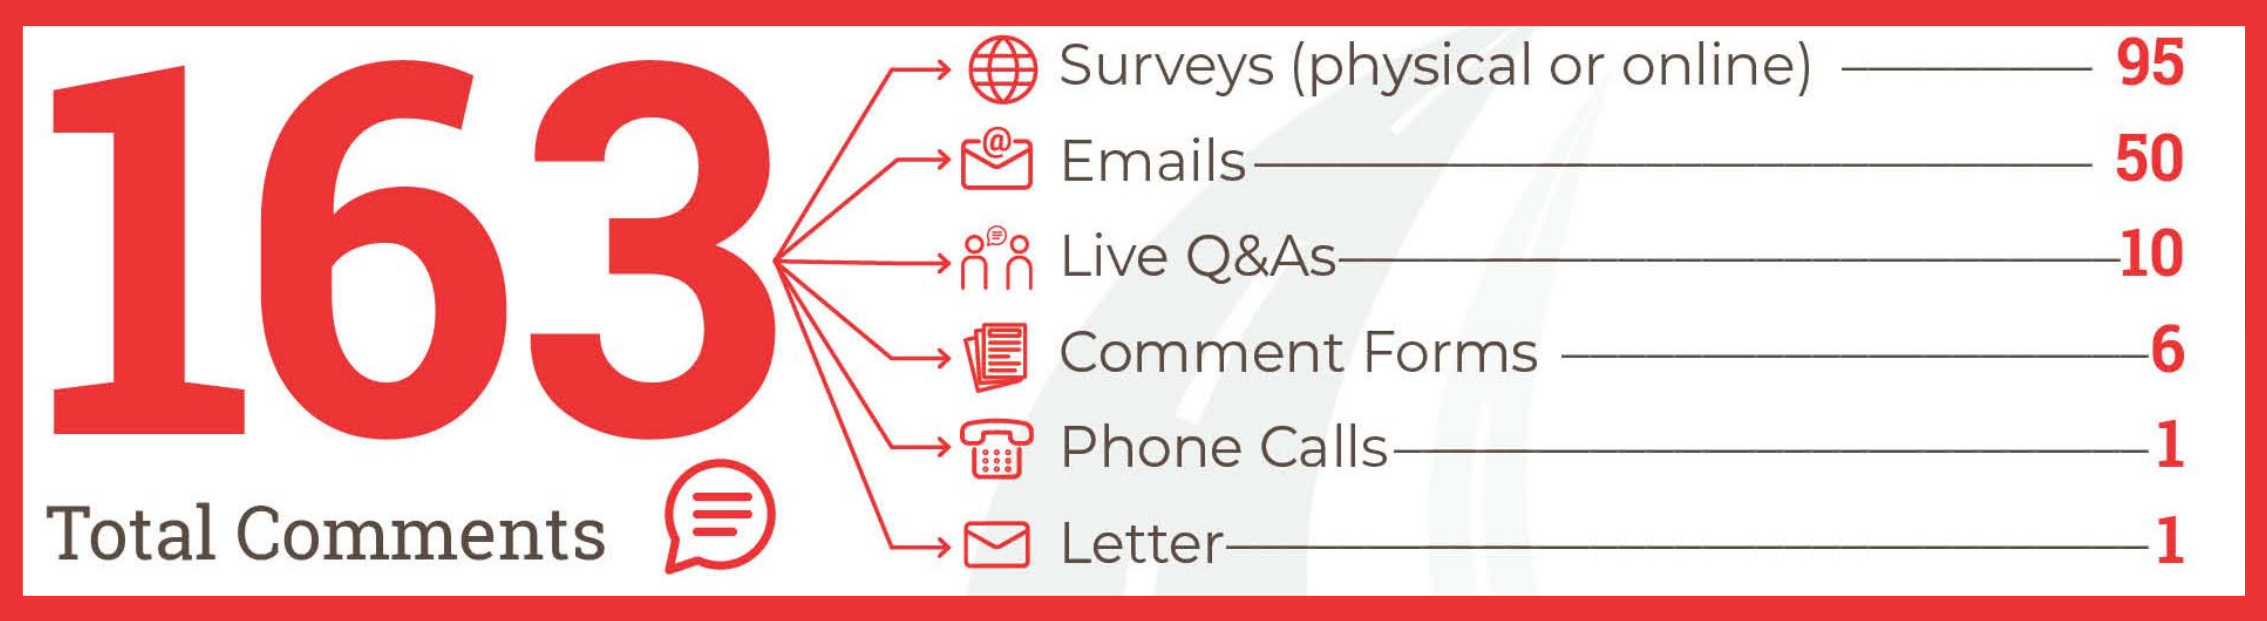 163
Total Comments
Surveys (physical or online) 95
Emails 50
Live Q&As 10
Comment Forms 6
Phone Calls 1
Letter 1